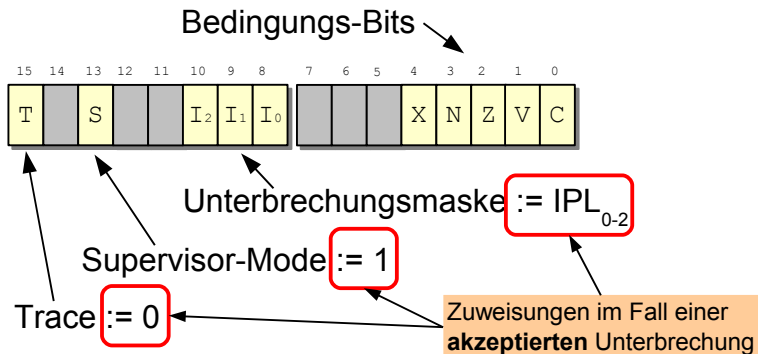 Bedingungs-Bits
15 14 13 12 11 10 9 8 7 6 5 4 3 2 1 0
T S I₂ I₁ I₀ X N Z V C
Unterbrechungsmaske := IPL₀₋₂
Supervisor-Mode := 1
Trace := 0
Zuweisungen im Fall einer
akzeptierten Unterbrechung